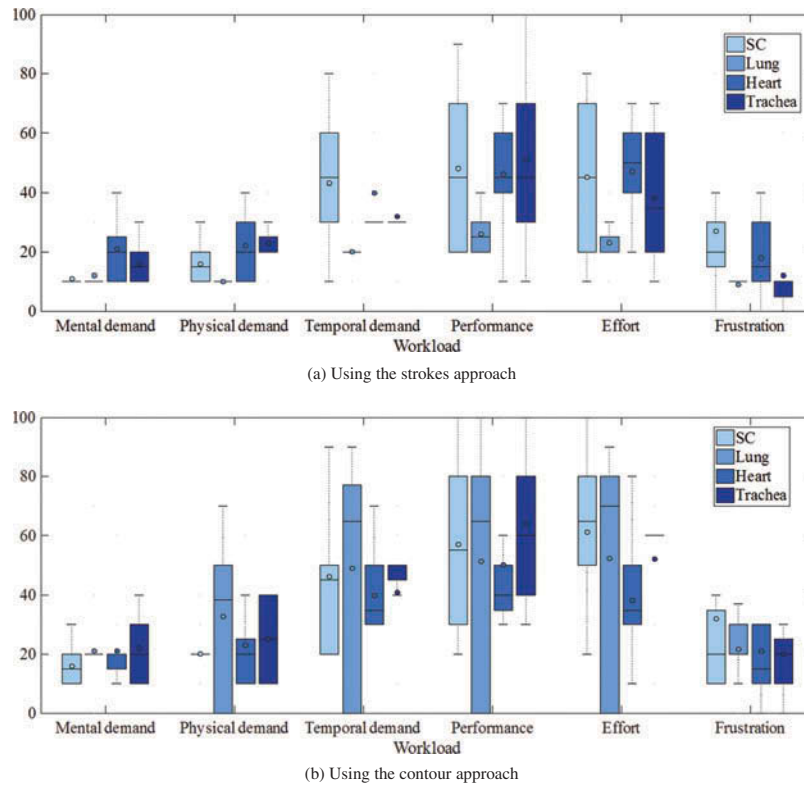 100
80
60
40
20
0
SC
Lung
Heart
Trachea
Mental demand Physical demand Temporal demand Performance Effort Frustration
Workload
(a) Using the strokes approach
100
80
60
40
20
0
SC
Lung
Heart
Trachea
Mental demand Physical demand Temporal demand Performance Effort Frustration
Workload
(b) Using the contour approach